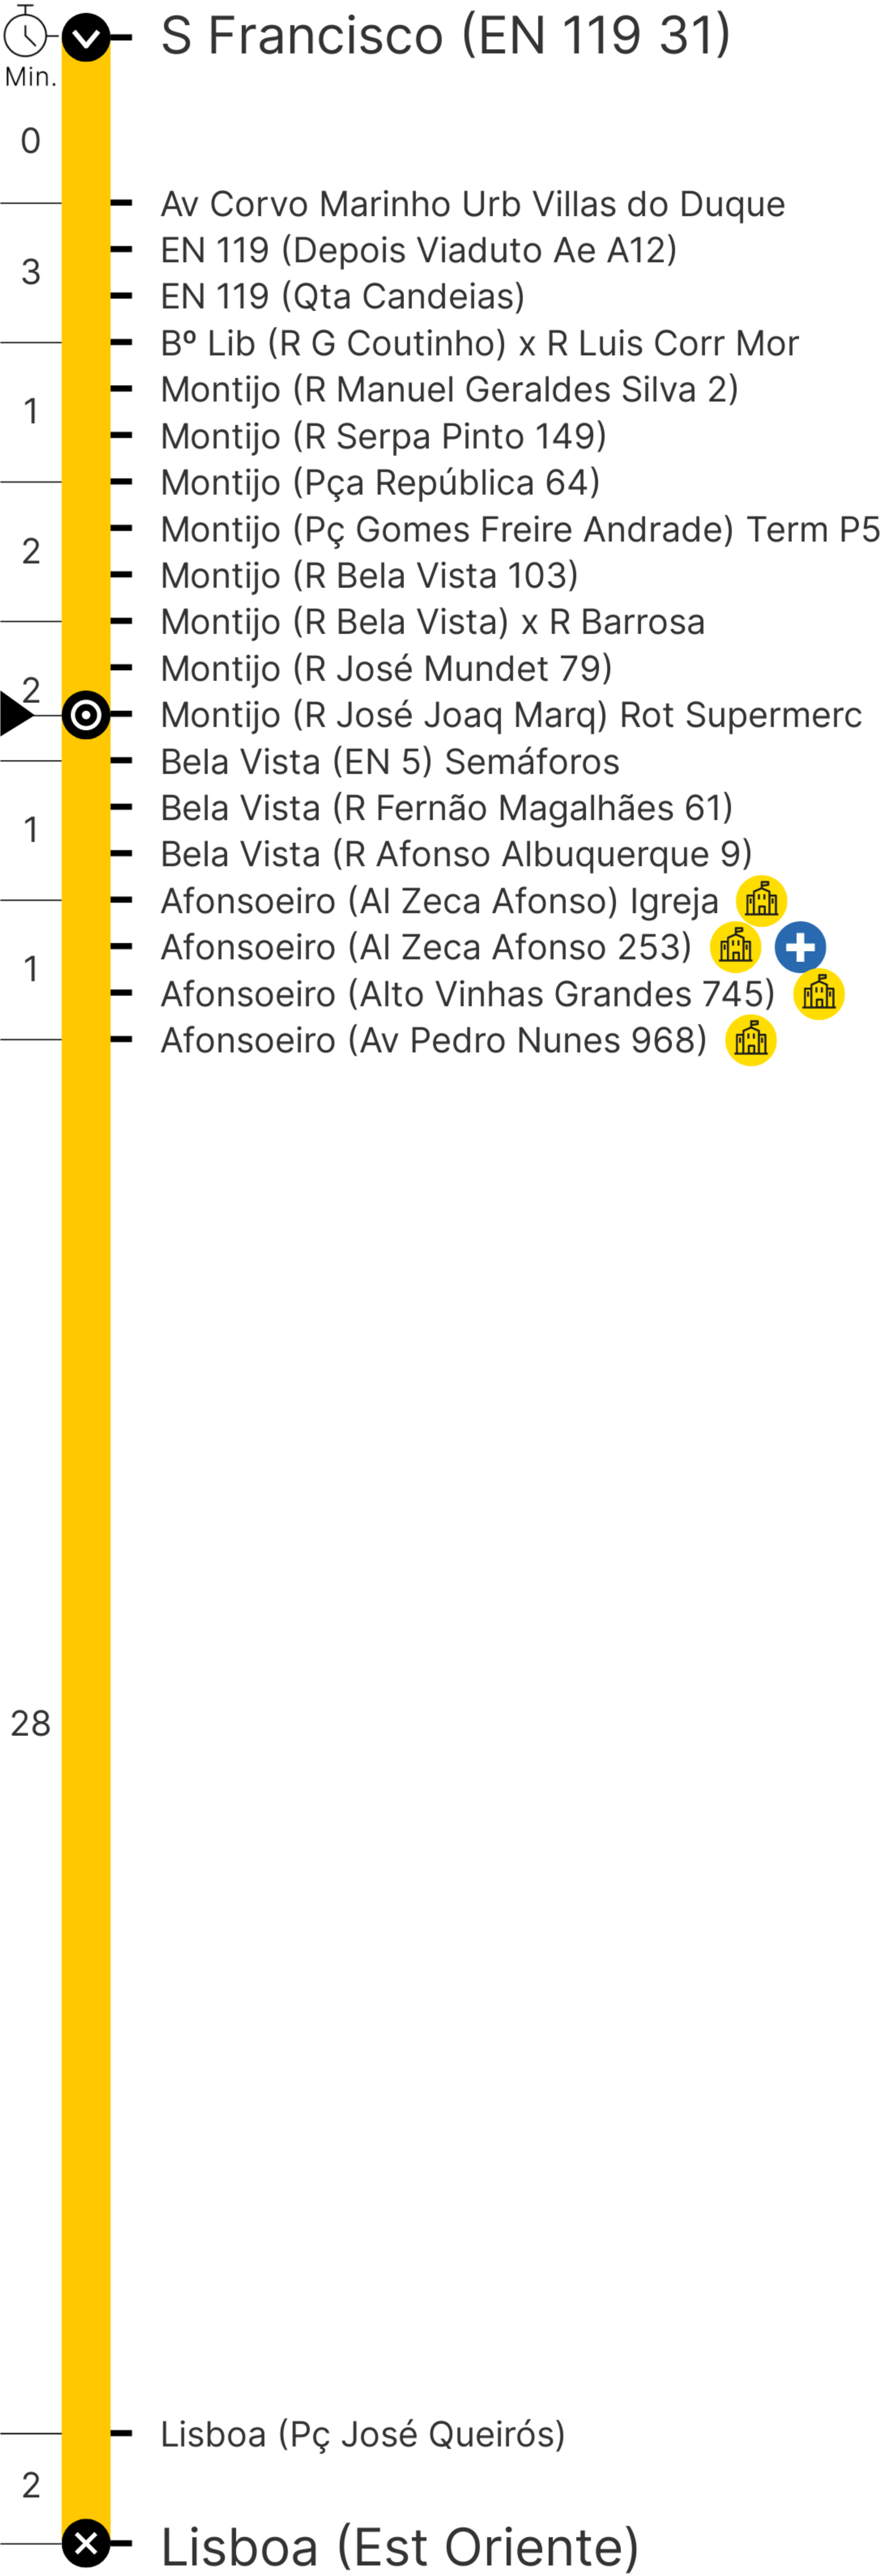 S Francisco (EN 119 31)
Min.
0
Av Corvo Marinho Urb Villas do Duque
EN 119 (Depois Viaduto Ae A12)
3
EN 119 (Qta Candeias)
Bº Lib (R G Coutinho) x R Luis Corr Mor
Montijo (R Manuel Geraldes Silva 2)
1
Montijo (R Serpa Pinto 149)
Montijo (Pça República 64)
Montijo (Pç Gomes Freire Andrade) Term P5
2
Montijo (R Bela Vista 103)
Montijo (R Bela Vista) x R Barrosa
Montijo (R José Mundet 79)
2
Montijo (R José Joaq Marq) Rot Supermerc
Bela Vista (EN 5) Semáforos
Bela Vista (R Fernão Magalhães 61)
1
Bela Vista (R Afonso Albuquerque 9)
Afonsoeiro (Al Zeca Afonso) Igreja
Afonsoeiro (Al Zeca Afonso 253)
1
Afonsoeiro (Alto Vinhas Grandes 745)
Afonsoeiro (Av Pedro Nunes 968)
28
Lisboa (Pç José Queirós)
2
Lisboa (Est Oriente)